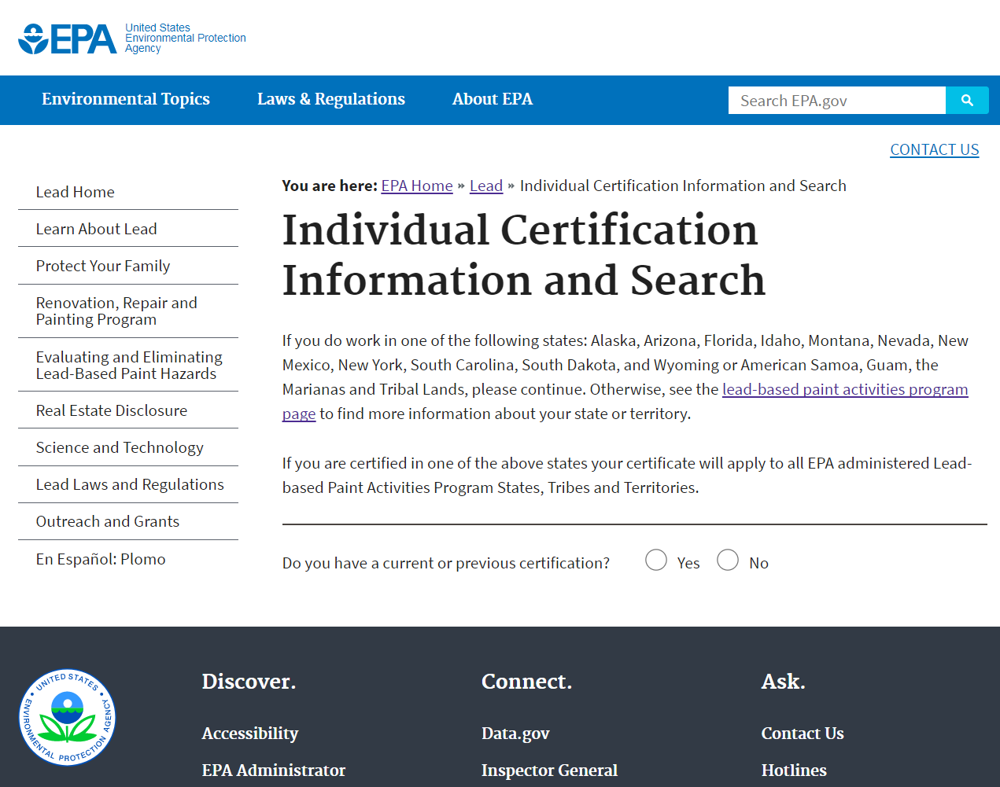 EPA United States
Environmental Protection
Agency
Environmental Topics
Laws & Regulations
About EPA
Search EPA.gov
CONTACT US
Lead Home
Learn About Lead
Protect Your Family
Renovation, Repair and
Painting Program
Evaluating and Eliminating
Lead-Based Paint Hazards
Real Estate Disclosure
Science and Technology
Lead Laws and Regulations
Outreach and Grants
En Español: Plomo
You are here: EPA Home » Lead » Individual Certification Information and Search
Individual Certification
Information and Search
If you do work in one of the following states: Alaska, Arizona, Florida, Idaho, Montana, Nevada, New
Mexico, New York, South Carolina, South Dakota, and Wyoming or American Samoa, Guam, the
Marianas and Tribal Lands, please continue. Otherwise, see the lead-based paint activities program
page to find more information about your state or territory.
If you are certified in one of the above states your certificate will apply to all EPA administered Lead-
based Paint Activities Program States, Tribes and Territories.
Do you have a current or previous certification? Yes No
UNITED STATES
ENVIRONMENTAL PROTECTION AGENCY
Discover.
Accessibility
EPA Administrator
Connect.
Data.gov
Inspector General
Ask.
Contact Us
Hotlines